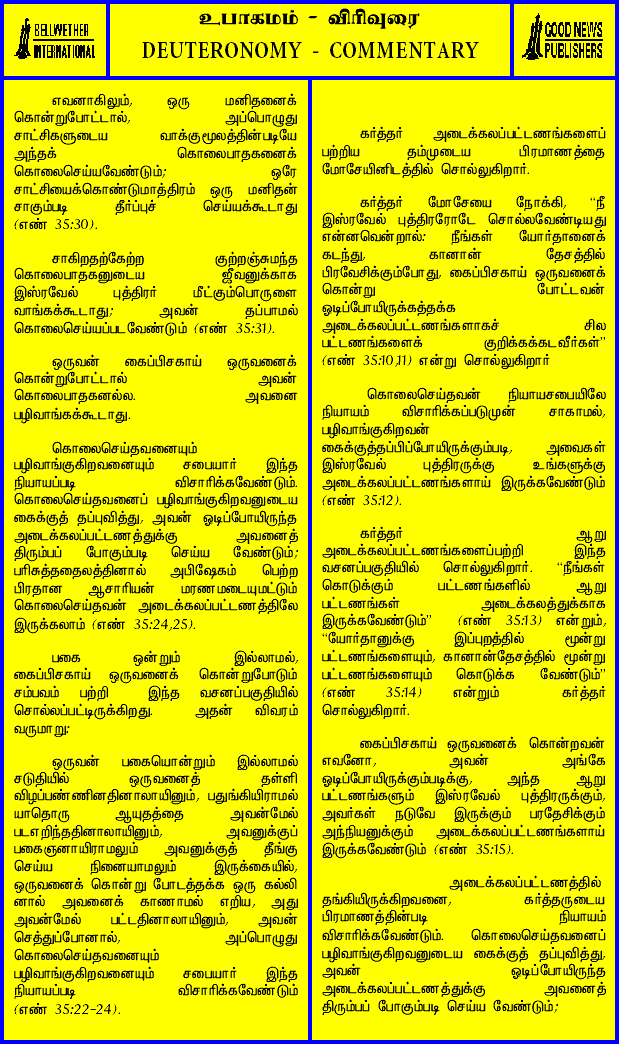 BELLWETHER
INTERNATIONAL
உபாகமம் - விரிவுரை
DEUTERONOMY - COMMENTARY
GOOD NEWS
PUBLISHERS
எவனாகிலும், ஒரு மனிதனைக்
கொன்றுபோட்டால், அப்பொழுது
சாட்சிகளுடைய வாக்குமூலத்தின்படியே
அந்தக் கொலைபாதகனைக்
கொலைசெய்யவேண்டும்; ஒரே
சாட்சியைக்கொண்டுமாத்திரம் ஒரு மனிதன்
சாகும்படி தீர்ப்புச் செய்யக்கூடாது
(எண் 35:30).
சாகிறதற்கேற்ற குற்றஞ்சுமந்த
கொலைபாதகனுடைய ஜீவனுக்காக
இஸ்ரவேல் புத்திரர் மீட்கும்பொருளை
வாங்கக்கூடாது; அவன் தப்பாமல்
கொலைசெய்யப்படவேண்டும் (எண் 35:31).
ஒருவன் கைப்பிசகாய் ஒருவனைக்
கொன்றுபோட்டால் அவன்
கொலைபாதகனல்ல. அவனை
பழிவாங்கக்கூடாது.
கொலைசெய்தவனையும்
பழிவாங்குகிறவனையும் சபையார் இந்த
நியாயப்படி விசாரிக்கவேண்டும்.
கொலைசெய்தவனைப் பழிவாங்குகிறவனுடைய
கைக்குத் தப்புவித்து, அவன் ஓடிப்போயிருந்த
அடைக்கலப்பட்டணத்துக்கு அவனைத்
திரும்பப் போகும்படி செய்ய வேண்டும்;
பரிசுத்ததைலத்தினால் அபிஷேகம் பெற்ற
பிரதான ஆசாரியன் மரணமடையுமட்டும்
கொலைசெய்தவன் அடைக்கலப்பட்டணத்திலே
இருக்கலாம் (எண் 35:24,25).
பகை ஒன்றும் இல்லாமல்,
கைப்பிசகாய் ஒருவனைக் கொன்றுபோடும்
சம்பவம் பற்றி இந்த வசனப்பகுதியில்
சொல்லப்பட்டிருக்கிறது. அதன் விவரம்
வருமாறு:
ஒருவன் பகையொன்றும் இல்லாமல்
சடுதியில் ஒருவனைத் தள்ளி
விழப்பண்ணினதினாலாயினும், பதுங்கியிராமல்
யாதொரு ஆயுதத்தை அவன்மேல்
படஎறிந்ததினாலாயினும், அவனுக்குப்
பகைஞனாயிராமலும் அவனுக்குத் தீங்கு
செய்ய நினையாமலும் இருக்கையில்,
ஒருவனைக் கொன்று போடத்தக்க ஒரு கல்லி
னால் அவனைக் காணாமல் எறிய, அது
அவன்மேல் பட்டதினாலாயினும், அவன்
செத்துப்போனால், அப்பொழுது
கொலைசெய்தவனையும்
பழிவாங்குகிறவனையும் சபையார் இந்த
நியாயப்படி விசாரிக்கவேண்டும்
(எண் 35:22-24).
கர்த்தர் அடைக்கலப்பட்டணங்களைப்
பற்றிய தம்முடைய பிரமாணத்தை
மோசேயினிடத்தில் சொல்லுகிறார்.
கர்த்தர் மோசேயை நோக்கி, "நீ
இஸ்ரவேல் புத்திரரோடே சொல்லவேண்டியது
என்னவென்றால்: நீங்கள் யோர்தானைக்
கடந்து, கானான் தேசத்தில்
பிரவேசிக்கும்போது, கைப்பிசகாய் ஒருவனைக்
கொன்று போட்டவன்
ஓடிப்போயிருக்கத்தக்க
அடைக்கலப்பட்டணங்களாகச் சில
பட்டணங்களைக் குறிக்கக்கடவீர்கள்"
(எண் 35:10,11) என்று சொல்லுகிறார்
கொலைசெய்தவன் நியாயசபையிலே
நியாயம் விசாரிக்கப்படுமுன் சாகாமல்,
பழிவாங்குகிறவன்
கைக்குத்தப்பிப்போயிருக்கும்படி, அவைகள்
இஸ்ரவேல் புத்திரருக்கு உங்களுக்கு
அடைக்கலப்பட்டணங்களாய் இருக்கவேண்டும்
(எண் 35:12).
கர்த்தர் ஆறு
அடைக்கலப்பட்டணங்களைப்பற்றி இந்த
வசனப்பகுதியில் சொல்லுகிறார். "நீங்கள்
கொடுக்கும் பட்டணங்களில் ஆறு
பட்டணங்கள் அடைக்கலத்துக்காக
இருக்கவேண்டும்" (எண் 35:13) என்றும்,
"யோர்தானுக்கு இப்புறத்தில் மூன்று
பட்டணங்களையும், கானான்தேசத்தில் மூன்று
பட்டணங்களையும் கொடுக்க வேண்டும்"
(எண் 35:14) என்றும் கர்த்தர்
சொல்லுகிறார்.
கைப்பிசகாய் ஒருவனைக் கொன்றவன்
எவனோ, அவன் அங்கே
ஓடிப்போயிருக்கும்படிக்கு, அந்த ஆறு
பட்டணங்களும் இஸ்ரவேல் புத்திரருக்கும்,
அவர்கள் நடுவே இருக்கும் பரதேசிக்கும்
அந்நியனுக்கும் அடைக்கலப்பட்டணங்களாய்
இருக்கவேண்டும் (எண் 35:15).
அடைக்கலப்பட்டணத்தில்
தங்கியிருக்கிறவனை, கர்த்தருடைய
பிரமாணத்தின்படி நியாயம்
விசாரிக்கவேண்டும். கொலைசெய்தவனைப்
பழிவாங்குகிறவனுடைய கைக்குத் தப்புவித்து,
அவன் ஓடிப்போயிருந்த
அடைக்கலப்பட்டணத்துக்கு அவனைத்
திரும்பப் போகும்படி செய்ய வேண்டும்;